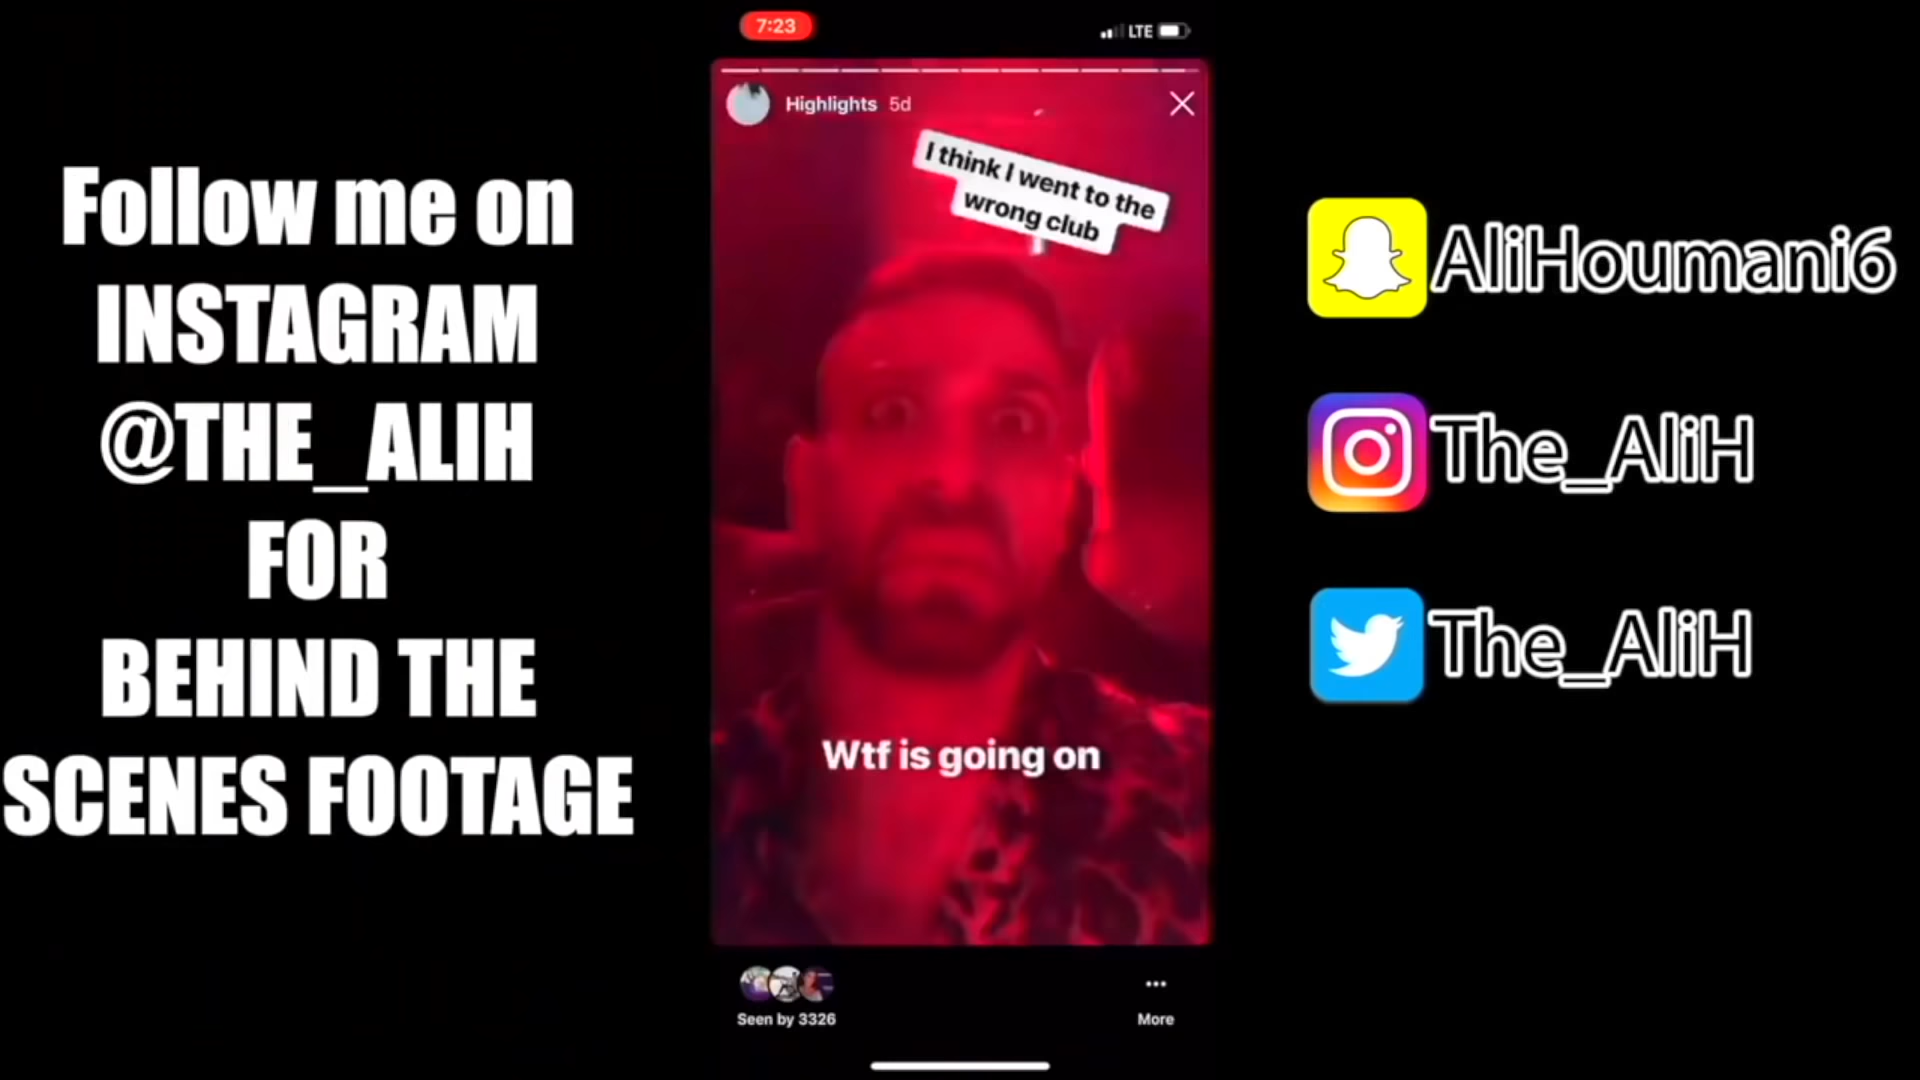 Follow me on
INSTAGRAM
@THE_ALIH
FOR
BEHIND THE
SCENES FOOTAGE
7:23
LTE
Highlights 5d
I think I went to the
wrong club
Wtf is going on
Seen by 3326
More
AliHoumani6
The_AliH
The_AliH